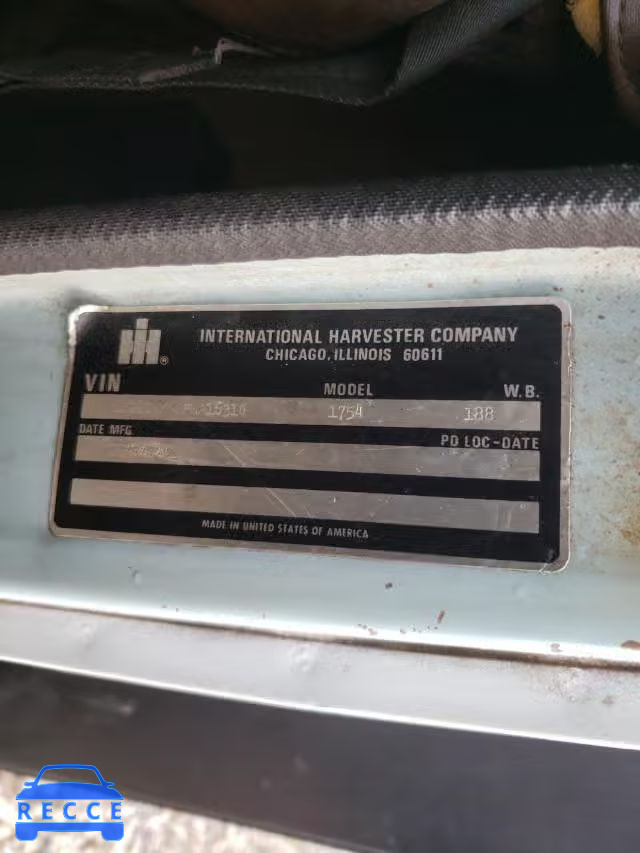 IH ®
INTERNATIONAL HARVESTER COMPANY
CHICAGO, ILLINOIS 60611
VIN MODEL W.B.
1754 188
DATE MFG PD LOC-DATE
MADE IN UNITED STATES OF AMERICA
RECCE